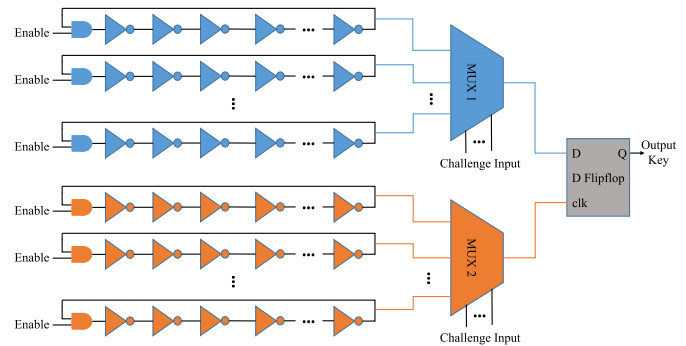 Enable
Enable
Enable
MUX 1
Challenge Input
D Q
D Flipflop
clk
Output
Key
Enable
Enable
Enable
MUX 2
Challenge Input